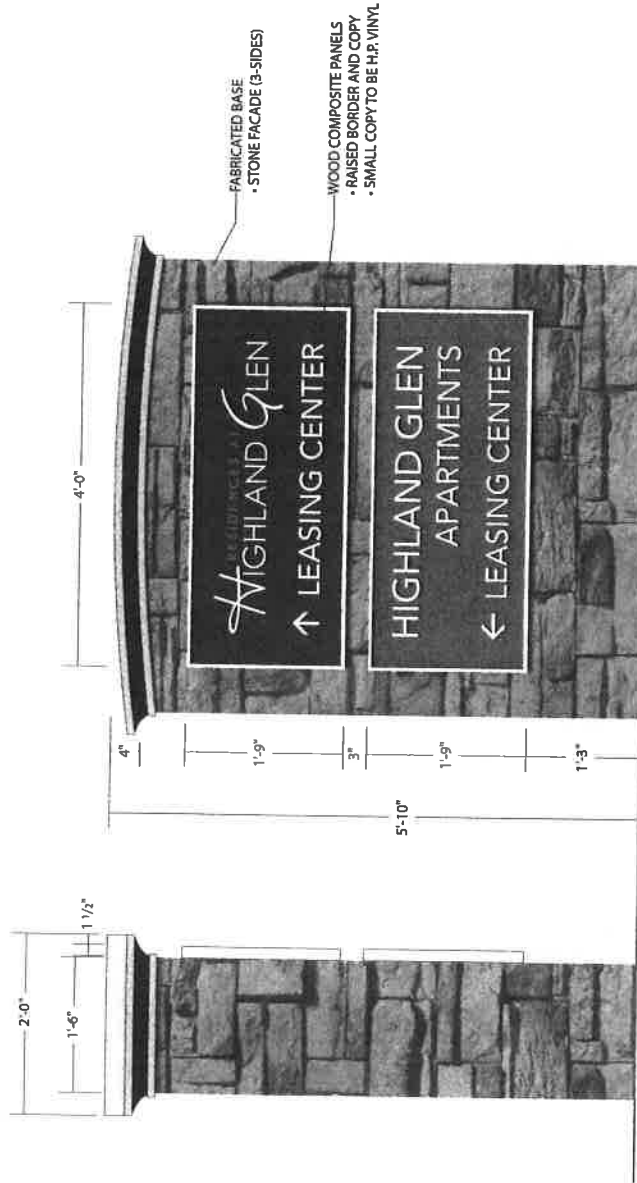 2'-0"
1'-6"
1 1/2"
5'-10"
4'-0"
4"
1'-9"
3"
1'-9"
1'-3"
RESIDENCES AT
HIGHLAND GLEN
↑ LEASING CENTER
HIGHLAND GLEN
APARTMENTS
← LEASING CENTER
FABRICATED BASE
• STONE FACADE (3-SIDES)
WOOD COMPOSITE PANELS
• RAISED BORDER AND COPY
• SMALL COPY TO BE H.P. VINYL